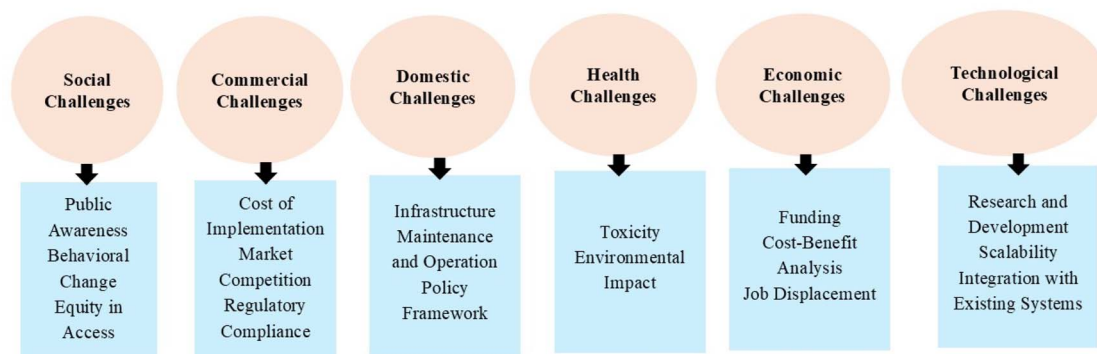 Social
Challenges
Commercial
Challenges
Domestic
Challenges
Health
Challenges
Economic
Challenges
Technological
Challenges
Public
Awareness
Behavioral
Change
Equity in
Access
Cost of
Implementation
Market
Competition
Regulatory
Compliance
Infrastructure
Maintenance
and Operation
Policy
Framework
Toxicity
Environmental
Impact
Funding
Cost-Benefit
Analysis
Job Displacement
Research and
Development
Scalability
Integration with
Existing Systems